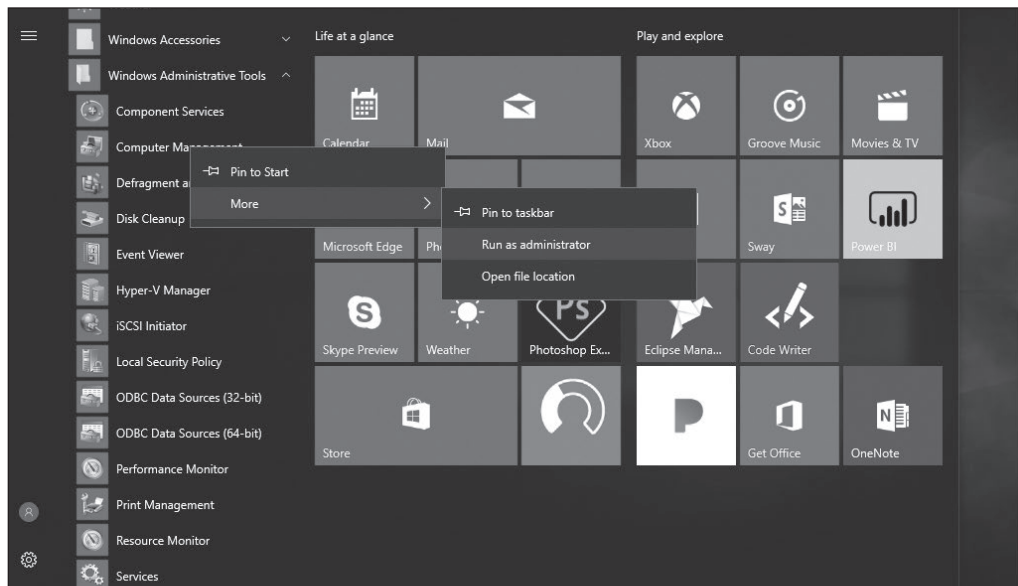 Windows Accessories
Windows Administrative Tools
Component Services
Computer Management
Defragment a
Disk Cleanup
Event Viewer
Hyper-V Manager
iSCSI Initiator
Local Security Policy
ODBC Data Sources (32-bit)
ODBC Data Sources (64-bit)
Performance Monitor
Print Management
Resource Monitor
Services
Pin to Start
More
Pin to taskbar
Run as administrator
Open file location
Life at a glance
Calendar
Mail
Microsoft Edge
Ph
Skype Preview
Weather
Photoshop Ex...
Store
Play and explore
Xbox
Groove Music
Movies & TV
Sway
Power BI
Eclipse Mana...
Code Writer
Get Office
OneNote